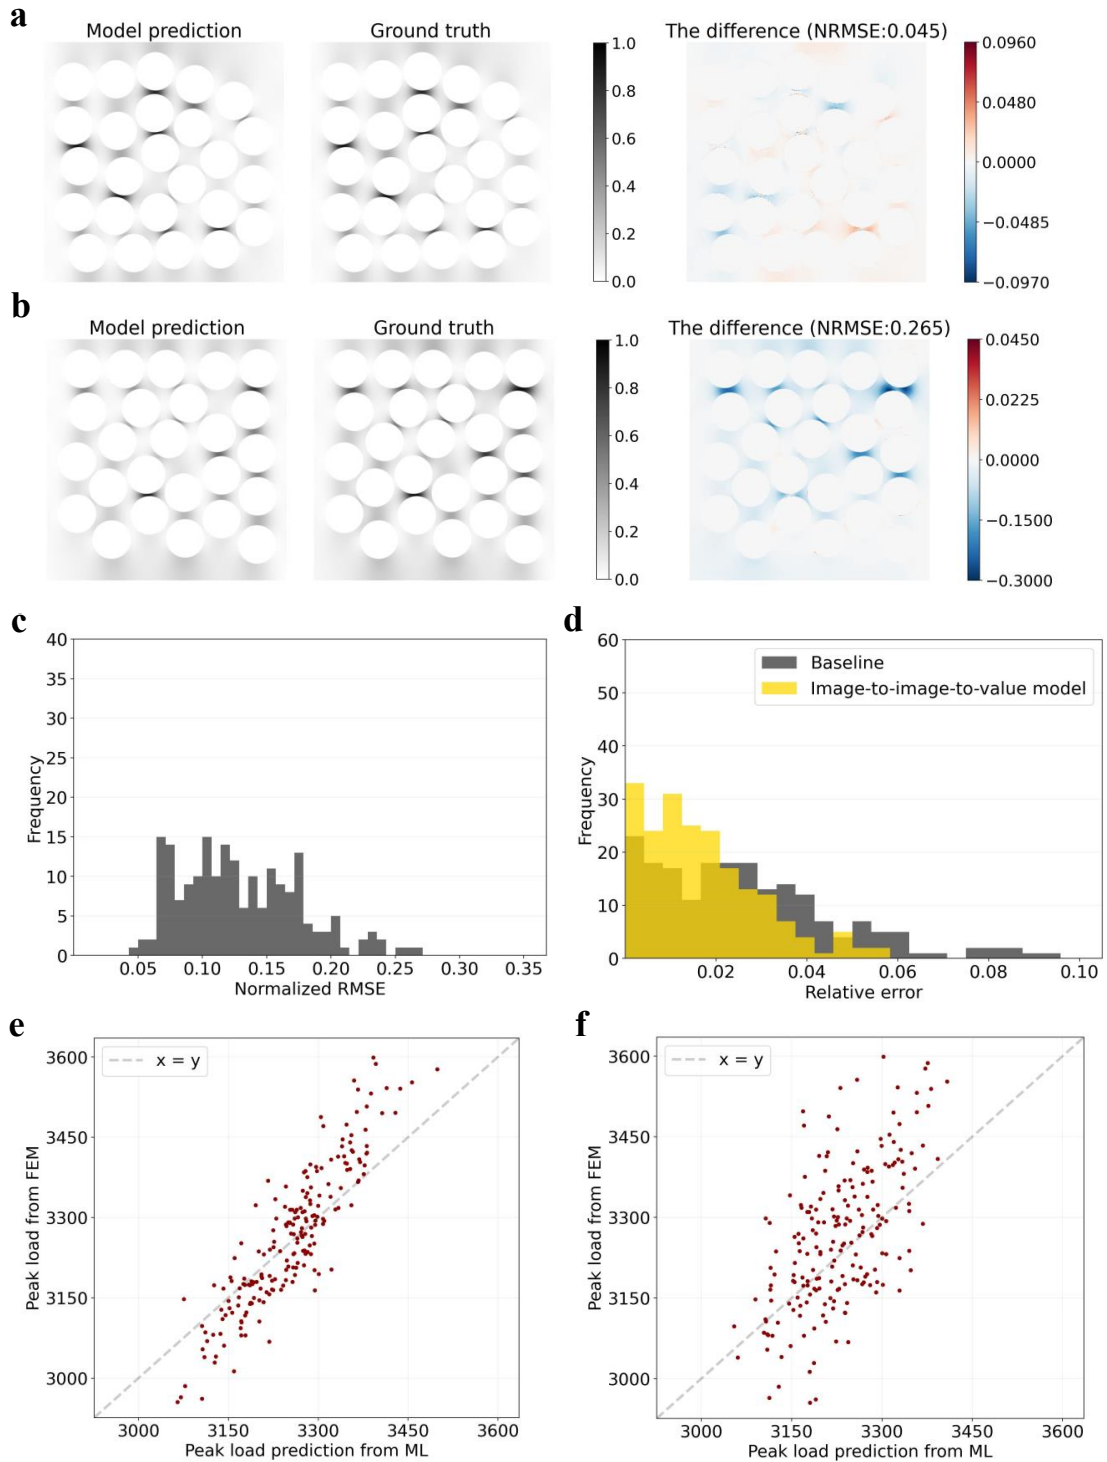 a
Model prediction
Ground truth
The difference (NRMSE:0.045)
1.0
0.8
0.6
0.4
0.2
0.0
0.0960
0.0480
0.0000
−0.0485
−0.0970
b
Model prediction
Ground truth
The difference (NRMSE:0.265)
1.0
0.8
0.6
0.4
0.2
0.0
0.0450
0.0225
0.0000
−0.1500
−0.3000
c
40
35
30
25
20
15
10
5
0
Frequency
0.05 0.10 0.15 0.20 0.25 0.30 0.35
Normalized RMSE
d
60
50
40
30
20
10
0
Frequency
Baseline
Image-to-image-to-value model
0.02 0.04 0.06 0.08 0.10
Relative error
e
x = y
3600
3450
3300
3150
3000
Peak load from FEM
3000 3150 3300 3450 3600
Peak load prediction from ML
f
x = y
3600
3450
3300
3150
3000
Peak load from FEM
3000 3150 3300 3450 3600
Peak load prediction from ML